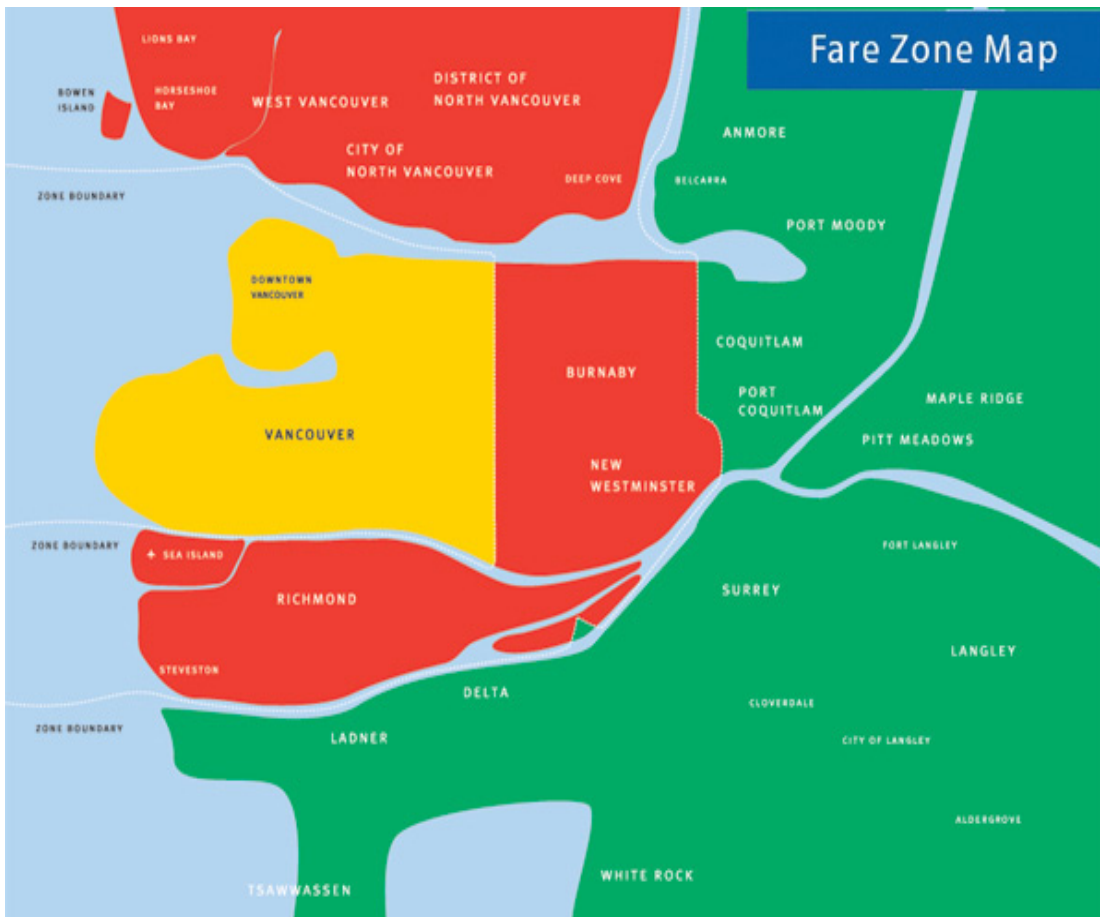 Fare Zone Map
LIONS BAY
BOWEN
ISLAND
HORSESHOE
BAY
WEST VANCOUVER
DISTRICT OF
NORTH VANCOUVER
CITY OF
NORTH VANCOUVER
DEEP COVE
ANMORE
BELCARRA
PORT MOODY
ZONE BOUNDARY
DOWNTOWN
VANCOUVER
COQUITLAM
BURNABY
PORT
COQUITLAM
MAPLE RIDGE
PITT MEADOWS
VANCOUVER
NEW
WESTMINSTER
ZONE BOUNDARY
SEA ISLAND
FORT LANGLEY
RICHMOND
SURREY
LANGLEY
STEVESTON
DELTA
CLOVERDALE
ZONE BOUNDARY
LADNER
CITY OF LANGLEY
ALDERGROVE
TSAWWASSEN
WHITE ROCK